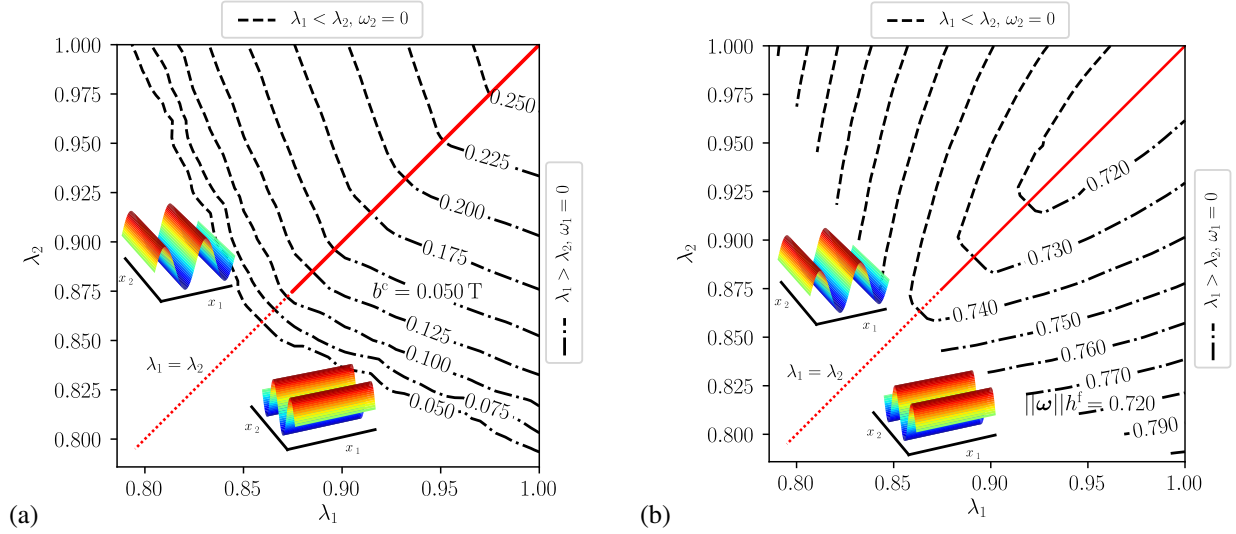 λ₁ < λ₂, ω₂ = 0
1.000
0.975
0.950
0.925
0.900
0.875
0.850
0.825
0.800
λ₂
0.250
0.225
0.200
0.175
bᶜ = 0.050 T
0.125
0.100
0.075
0.050
λ₁ = λ₂
x₂
x₁
x₂
x₁
0.80
0.85
0.90
0.95
1.00
λ₁
λ₁ > λ₂, ω₁ = 0
(a)
λ₁ < λ₂, ω₂ = 0
1.000
0.975
0.950
0.925
0.900
0.875
0.850
0.825
0.800
λ₂
0.720
0.730
0.740
0.750
0.760
0.770
||ω||hᶠ = 0.720
0.790
λ₁ = λ₂
x₂
x₁
x₂
x₁
0.80
0.85
0.90
0.95
1.00
λ₁
λ₁ > λ₂, ω₁ = 0
(b)